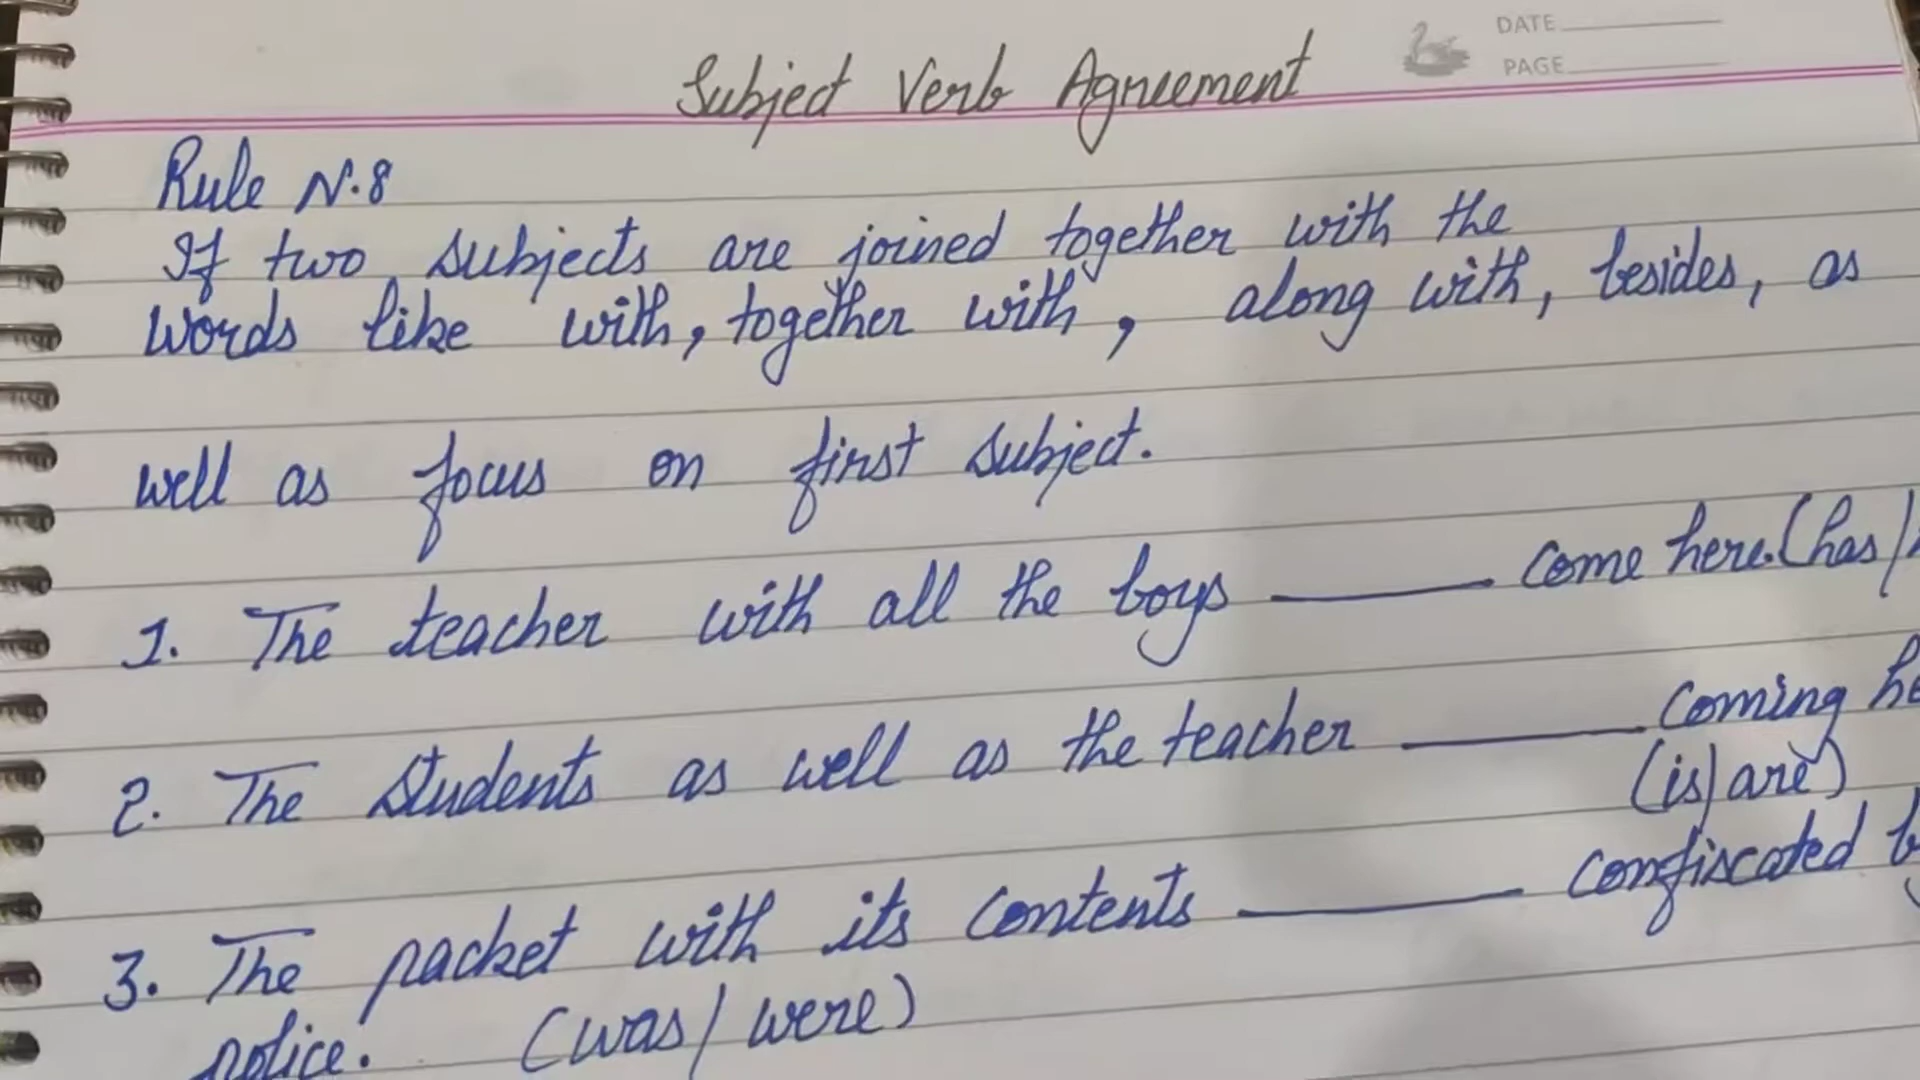 DATE
PAGE
Subject Verb Agreement
Rule N.8
If two subjects are joined together with the
words like with, together with, along with, besides, as
well as focus on first subject.
1. The teacher with all the boys ______ come here. (has/
2. The Students as well as the teacher ______ coming
(is/are)
3. The packet with its contents ______ confiscated
police. (was/were)